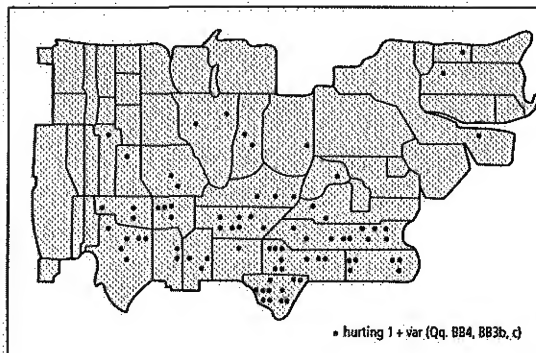 • hurting 1 + var (Qq. BB4, BB3b, c)